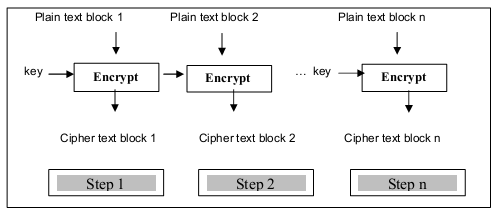 Plain text block 1 Plain text block 2 Plain text block n
key Encrypt Encrypt ... key Encrypt
Cipher text block 1 Cipher text block 2 Cipher text block n
Step 1 Step 2 Step n